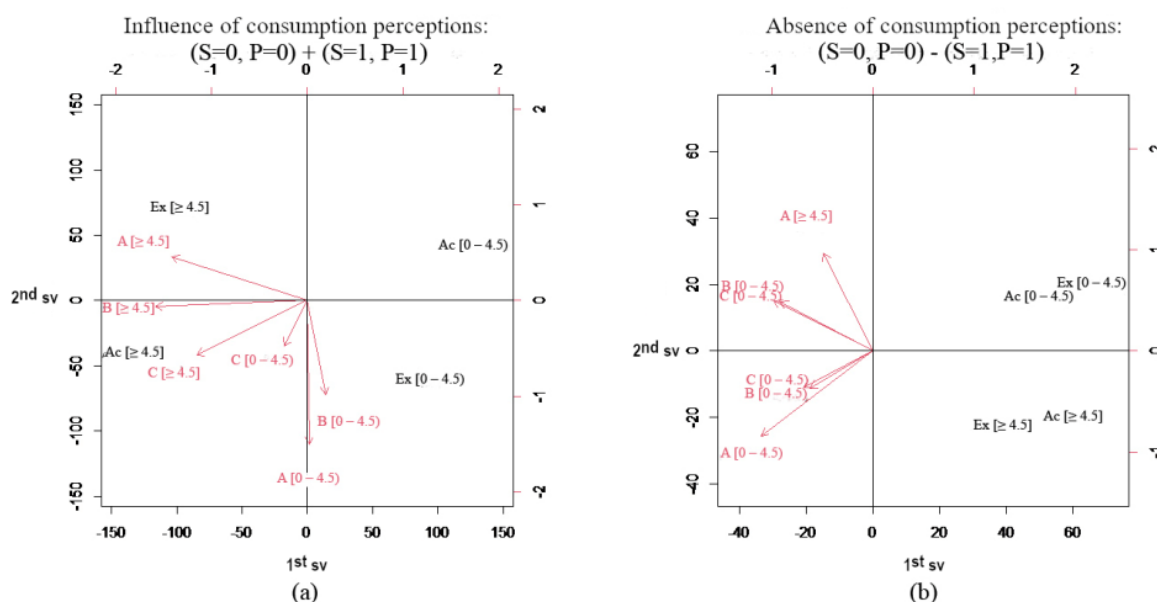 Influence of consumption perceptions:
(S=0, P=0) + (S=1, P=1)
-2 -1 0 1 2
150
100
50
0
-50
-100
-150
2nd sv
2
1
0
-1
-2
Ex [≥ 4.5]
A [≥ 4.5]
Ac [0 – 4.5)
B [≥ 4.5]
Ac [≥ 4.5]
C [≥ 4.5]
C [0 – 4.5)
Ex [0 – 4.5)
B [0 – 4.5)
A [0 – 4.5)
-150 -100 -50 0 50 100 150
1st sv
(a)
Absence of consumption perceptions:
(S=0, P=0) - (S=1,P=1)
-1 0 1 2
60
40
20
0
-20
-40
2nd sv
2
1
0
-1
A [≥ 4.5]
B [0 – 4.5)
C [0 – 4.5)
Ex [0 – 4.5)
Ac [0 – 4.5)
C [0 – 4.5)
B [0 – 4.5)
A [0 – 4.5)
Ac [≥ 4.5]
Ex [≥ 4.5]
-40 -20 0 20 40 60
1st sv
(b)